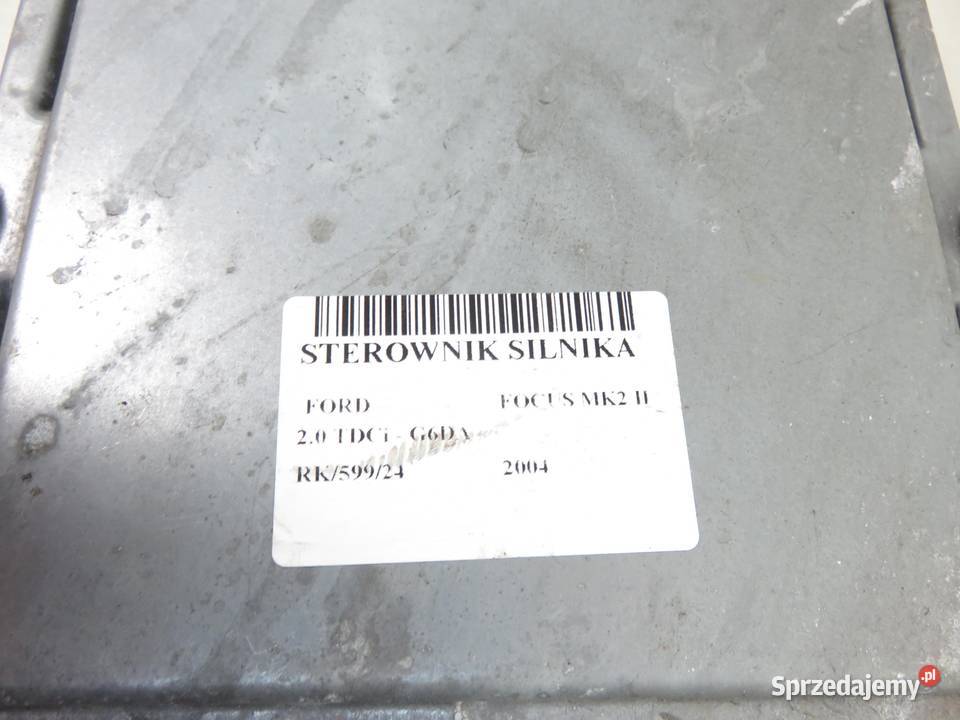 STEROWNIK SILNIKA
FORD FOCUS MK2 II
2.0 TDCi - G6DA
RK/599/24 2004
Sprzedajemy.pl